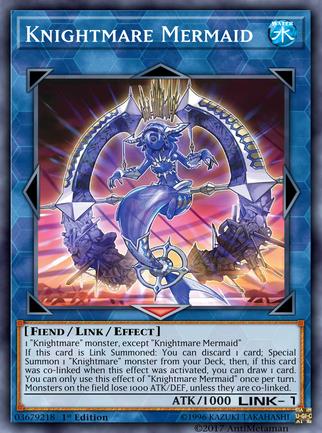 Knightmare Mermaid
WATER
水
[Fiend / Link / Effect]
1 "Knightmare" monster, except "Knightmare Mermaid"
If this card is Link Summoned: You can discard 1 card; Special
Summon 1 "Knightmare" monster from your Deck, then, if this card
was co-linked when this effect was activated, you can draw 1 card.
You can only use this effect of "Knightmare Mermaid" once per turn.
Monsters on the field lose 1000 ATK/DEF, unless they are co-linked.
ATK/1000 LINK-1
03679218 1st Edition ©1996 KAZUKI TAKAHASHI
©2017 AntiMetaman